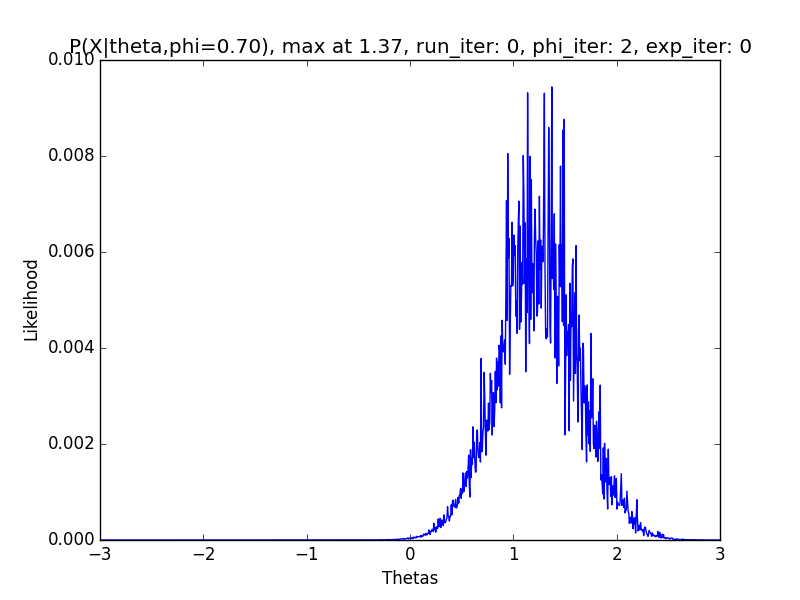 P(X|theta,phi=0.70), max at 1.37, run_iter: 0, phi_iter: 2, exp_iter: 0
0.010
0.008
0.006
0.004
0.002
0.000
Likelihood
−3 −2 −1 0 1 2 3
Thetas